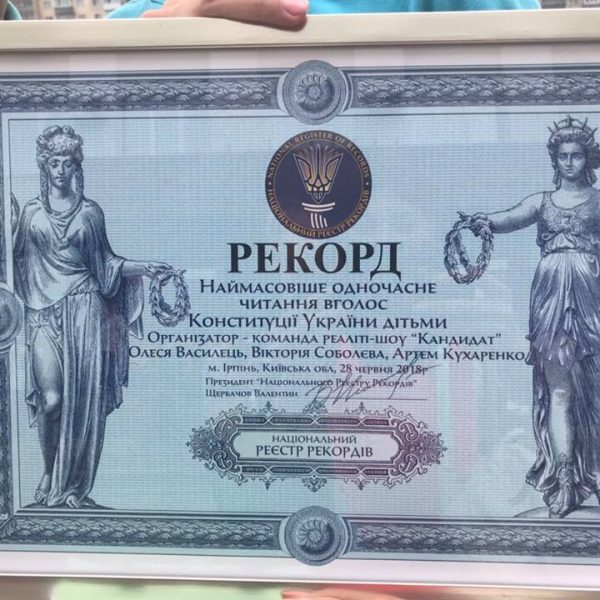 NATIONAL REGISTER OF RECORDS
НАЦІОНАЛЬНИЙ РЕЄСТР РЕКОРДІВ
РЕКОРД
Наймасовіше одночасне
читання вголос
Конституції України дітьми
Організатор - команда реаліті-шоу "Кандидат"
Олеся Василець, Вікторія Соболєва, Артем Кухаренко
м. Ірпінь, Київська обл, 28 червня 2018р
Президент "Національного Реєстру Рекордів"
Щербачов Валентин
НАЦІОНАЛЬНИЙ
РЕЄСТР РЕКОРДІВ